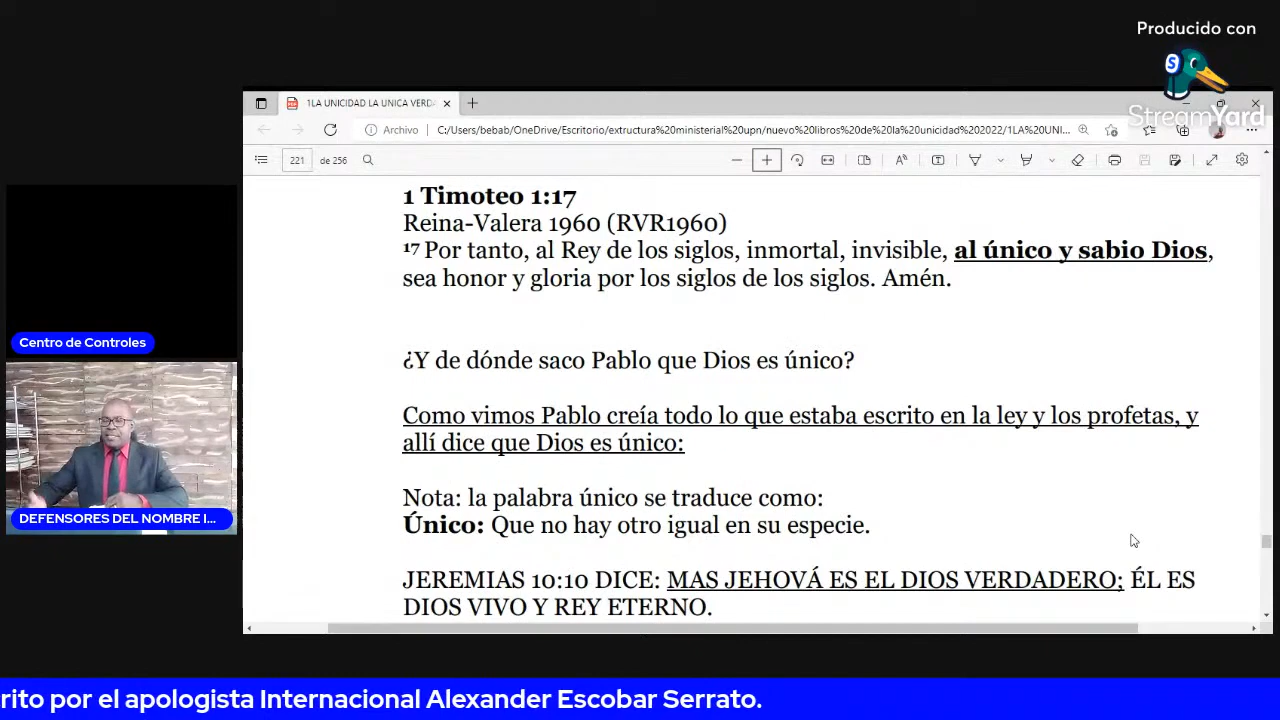 Producido con
StreamYard
1LA UNICIDAD LA UNICA VERDA
Archivo
C:/Users/bebab/OneDrive/Escritorio/extructura%20ministerial%20upn/nuevo%20libros%20de%20la%20unicidad%202022/1LA%20UNI...
221 de 256
1 Timoteo 1:17
Reina-Valera 1960 (RVR1960)
17 Por tanto, al Rey de los siglos, inmortal, invisible, al único y sabio Dios,
sea honor y gloria por los siglos de los siglos. Amén.
¿Y de dónde saco Pablo que Dios es único?
Como vimos Pablo creía todo lo que estaba escrito en la ley y los profetas, y
allí dice que Dios es único:
Nota: la palabra único se traduce como:
Único: Que no hay otro igual en su especie.
JEREMIAS 10:10 DICE: MAS JEHOVÁ ES EL DIOS VERDADERO; ÉL ES
DIOS VIVO Y REY ETERNO.
Centro de Controles
DEFENSORES DEL NOMBRE I...
rito por el apologista Internacional Alexander Escobar Serrato.